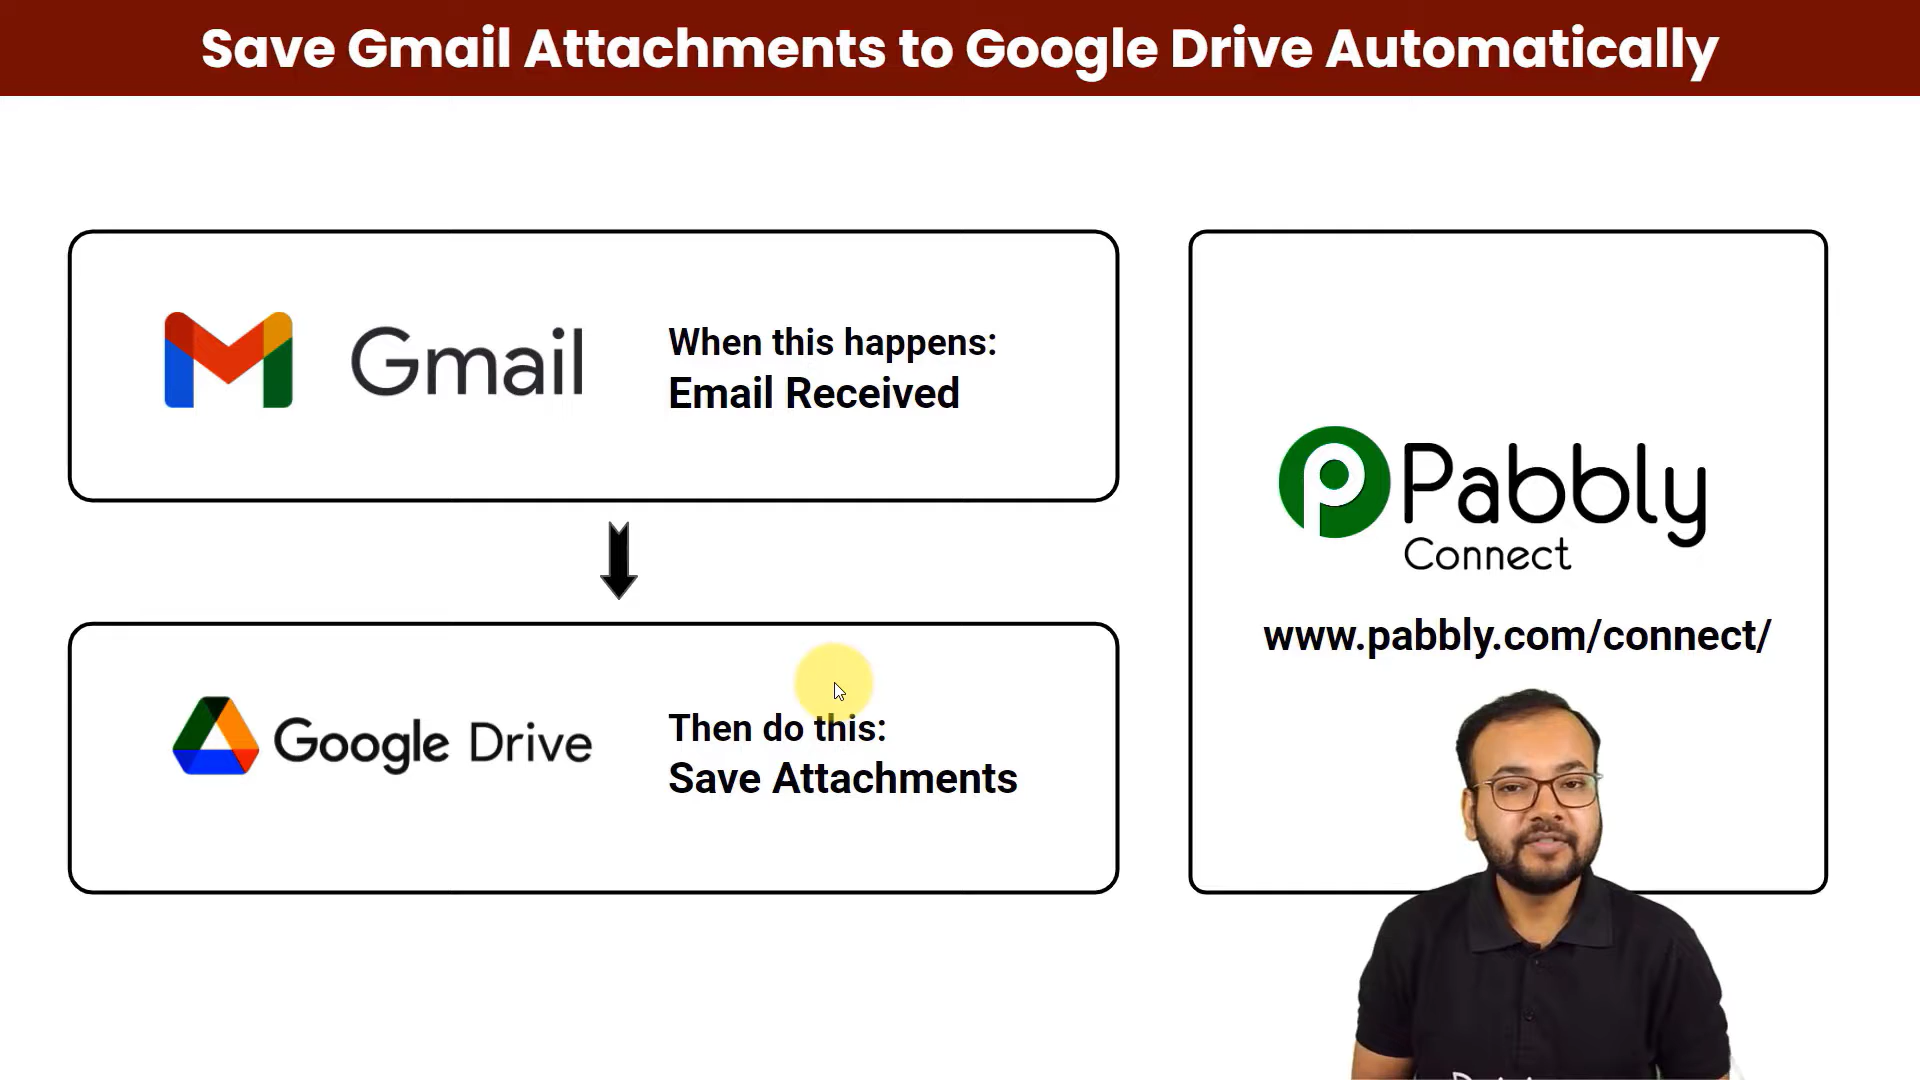 Save Gmail Attachments to Google Drive Automatically
Gmail
When this happens:
Email Received
Google Drive
Then do this:
Save Attachments
Pabbly
Connect
www.pabbly.com/connect/